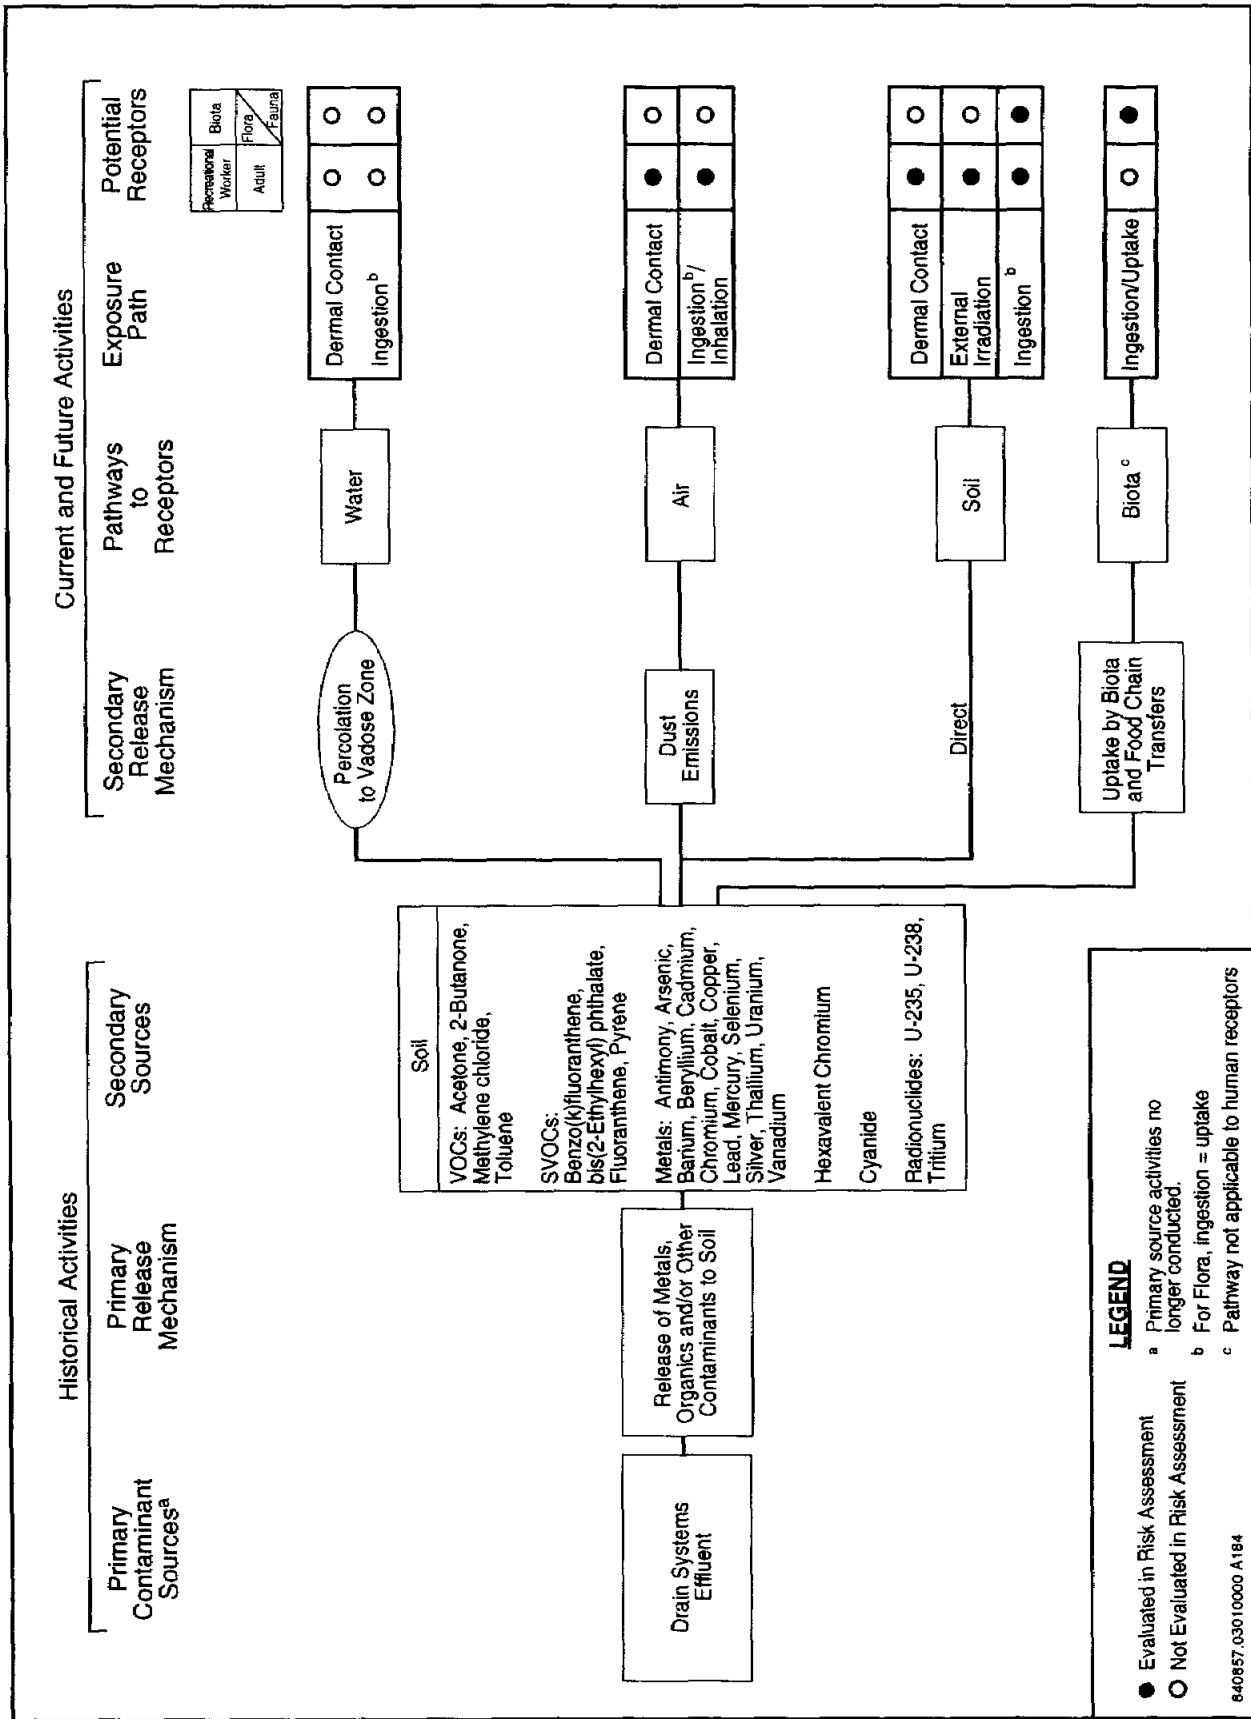 Historical Activities
Current and Future Activities
Primary
Contaminant
Sourcesᵃ
Primary
Release
Mechanism
Secondary
Sources
Secondary
Release
Mechanism
Pathways
to
Receptors
Exposure
Path
Potential
Receptors
Recreational
Worker
Biota
Adult
Flora
Fauna
Drain Systems
Effluent
Release of Metals,
Organics and/or Other
Contaminants to Soil
Soil
VOCs: Acetone, 2-Butanone,
Methylene chloride,
Toluene
SVOCs:
Benzo(k)fluoranthene,
bis(2-Ethylhexyl) phthalate,
Fluoranthene, Pyrene
Metals: Antimony, Arsenic,
Barium, Beryllium, Cadmium,
Chromium, Cobalt, Copper,
Lead, Mercury, Selenium,
Silver, Thallium, Uranium,
Vanadium
Hexavalent Chromium
Cyanide
Radionuclides: U-235, U-238,
Tritium
Percolation
to Vadose Zone
Water
Dermal Contact
Ingestionᵇ
Dust
Emissions
Air
Dermal Contact
Ingestionᵇ/
Inhalation
Direct
Soil
Dermal Contact
External
Irradiation
Ingestionᵇ
Uptake by Biota
and Food Chain
Transfers
Biotaᶜ
Ingestion/Uptake
LEGEND
● Evaluated in Risk Assessment
○ Not Evaluated in Risk Assessment
a Primary source activities no
longer conducted.
b For Flora, ingestion = uptake
c Pathway not applicable to human receptors
840857.03010000 A184